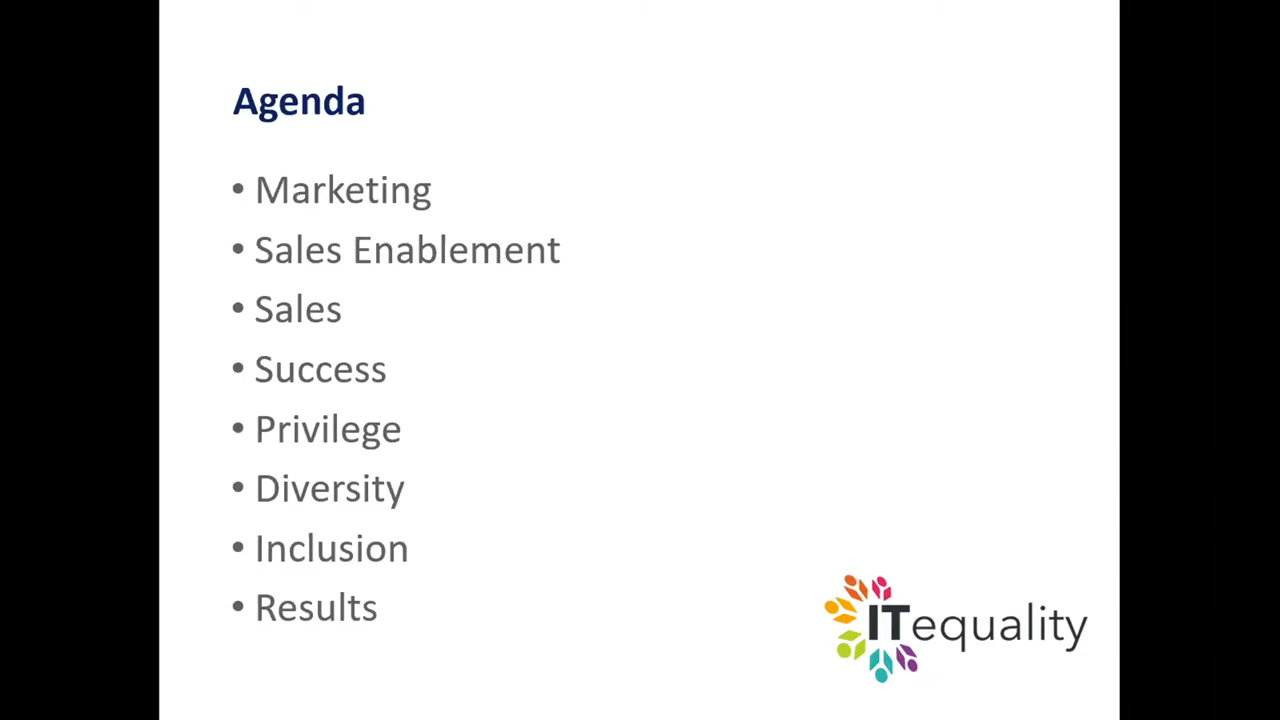 Agenda
• Marketing
• Sales Enablement
• Sales
• Success
• Privilege
• Diversity
• Inclusion
• Results
ITequality